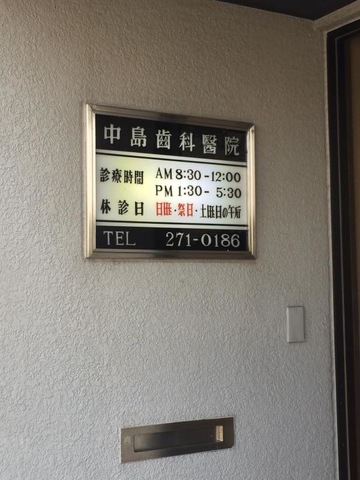 中島歯科醫院
診療時間 AM 8:30-12:00
PM 1:30-5:30
休診日 日曜・祭日・土曜日の午后
TEL 271-0186